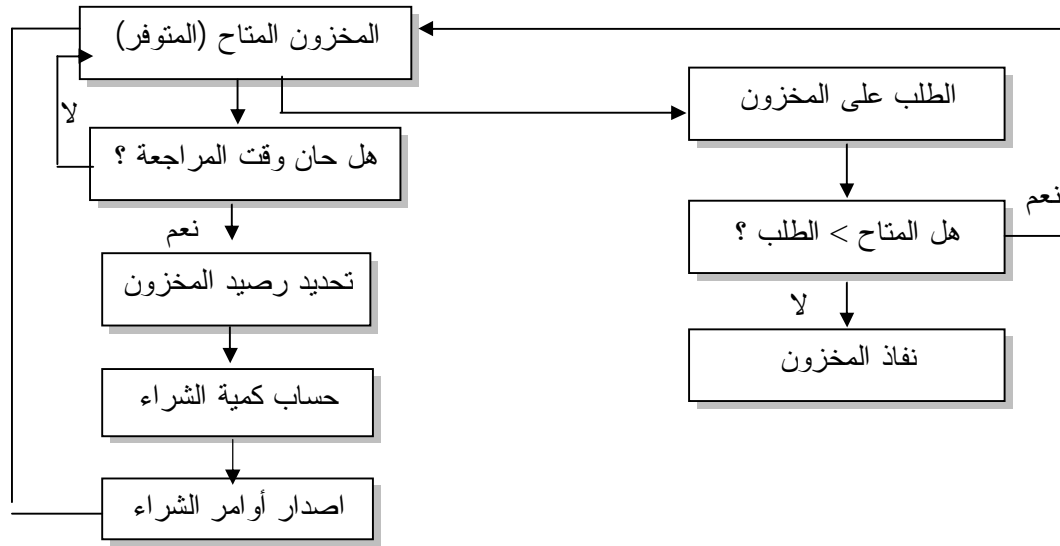 المخزون المتاح (المتوفر)
الطلب على المخزون
لا
هل حان وقت المراجعة ؟
نعم
هل المتاح > الطلب ؟
نعم
تحديد رصيد المخزون
لا
نفاذ المخزون
حساب كمية الشراء
اصدار أوامر الشراء